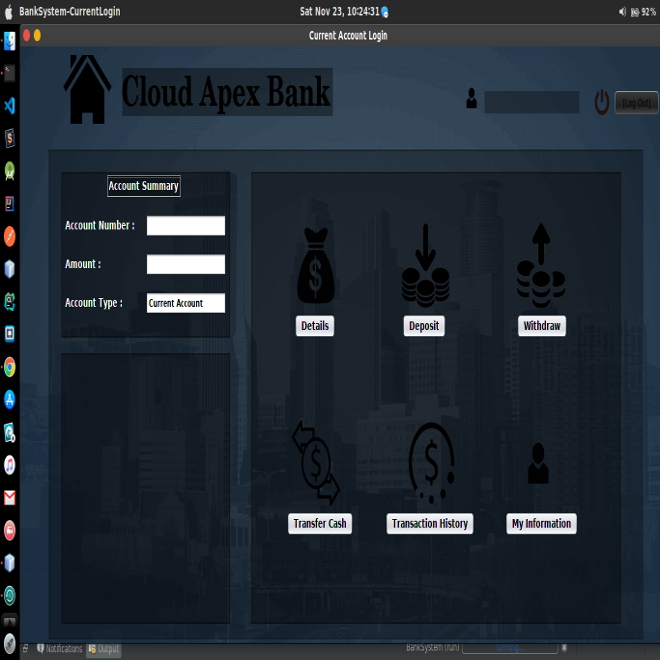 BankSystem-CurrentLogin
Sat Nov 23, 10:24:31
92%
Current Account Login
Cloud Apex Bank
[Log Out]
Account Summary
Account Number :
Amount :
Account Type :
Current Account
Details
Deposit
Withdraw
Transfer Cash
Transaction History
My Information
Notifications
Output
BankSystem (run)
running...